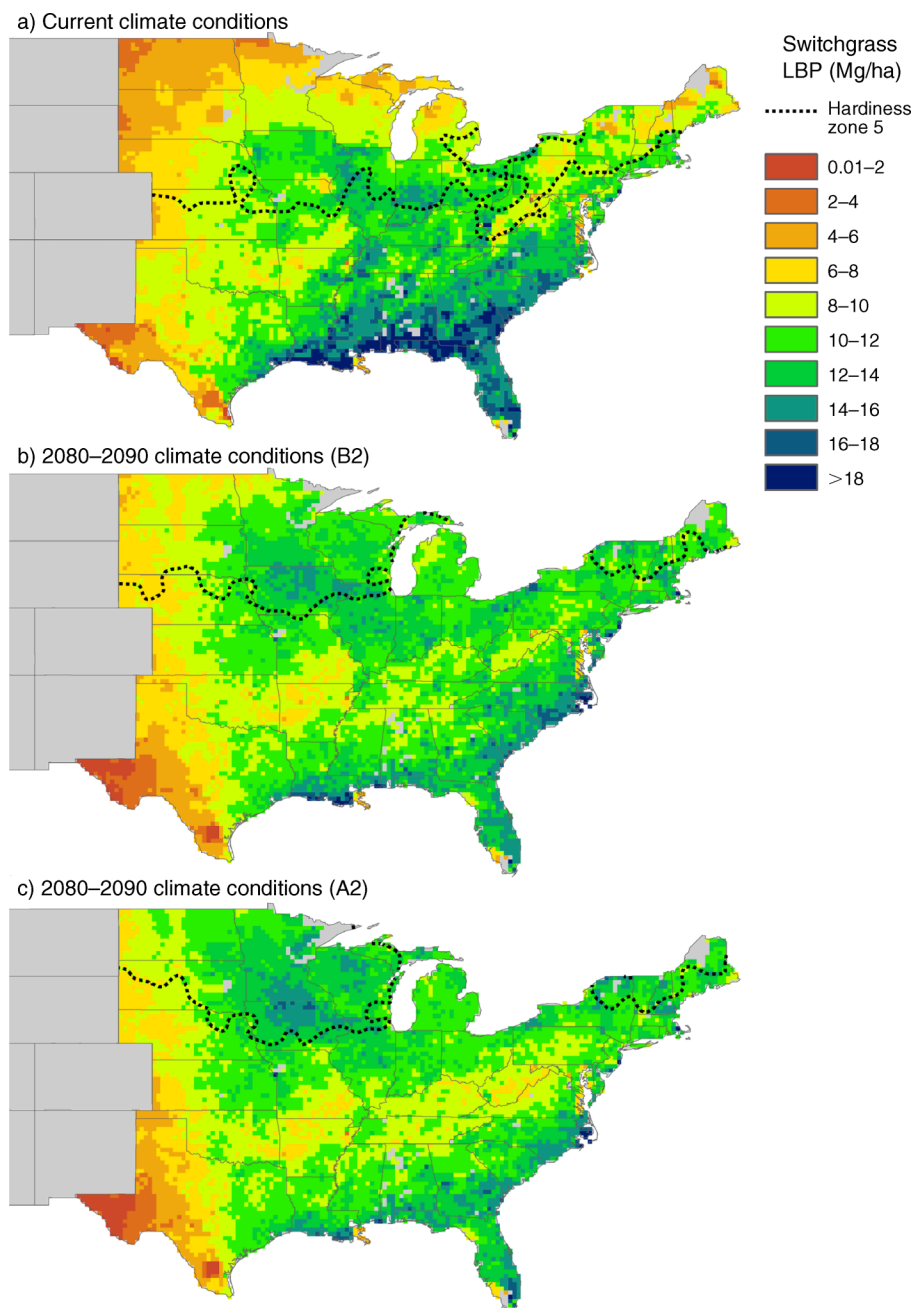 a) Current climate conditions
Switchgrass
LBP (Mg/ha)
Hardiness
zone 5
0.01–2
2–4
4–6
6–8
8–10
10–12
12–14
14–16
16–18
>18
b) 2080–2090 climate conditions (B2)
c) 2080–2090 climate conditions (A2)